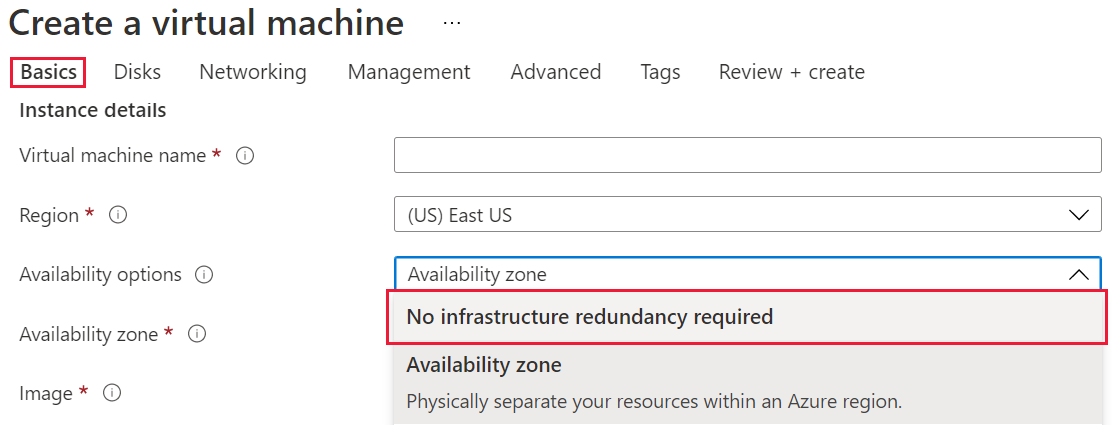 Create a virtual machine ...
Basics Disks Networking Management Advanced Tags Review + create
Instance details
Virtual machine name *
Region * (US) East US
Availability options Availability zone
No infrastructure redundancy required
Availability zone *
Availability zone
Image *
Physically separate your resources within an Azure region.